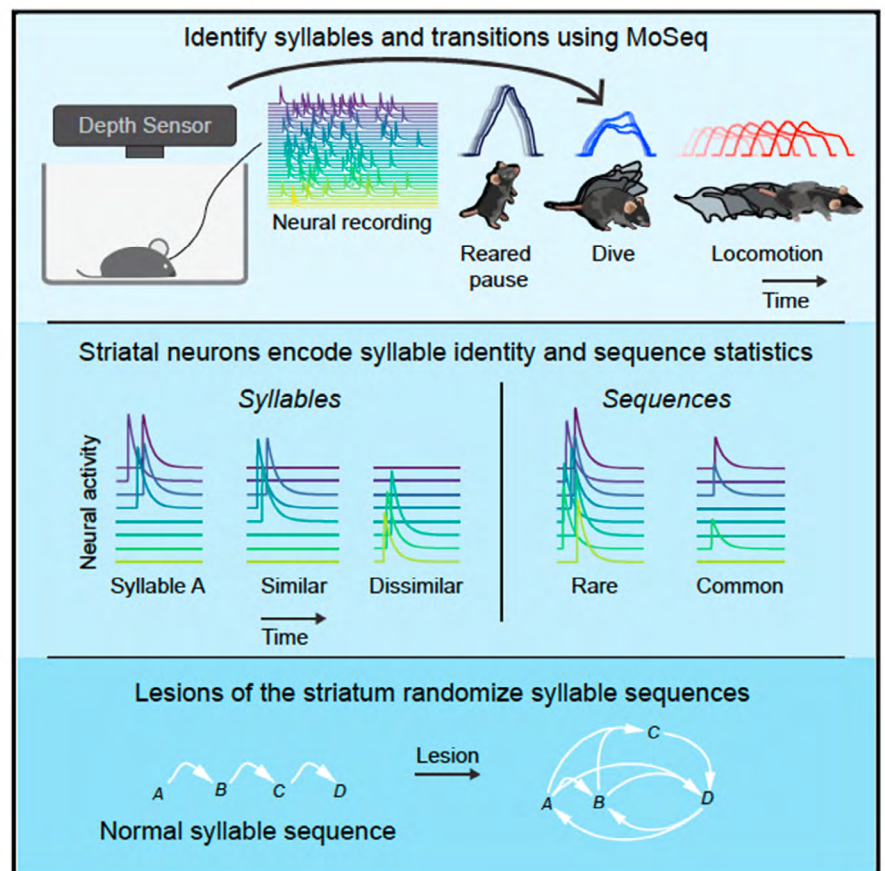 Identify syllables and transitions using MoSeq
Depth Sensor
Neural recording
Reared
pause
Dive
Locomotion
Time
Striatal neurons encode syllable identity and sequence statistics
Syllables
Sequences
Neural activity
Syllable A
Similar
Dissimilar
Rare
Common
Time
Lesions of the striatum randomize syllable sequences
A
B
C
D
Normal syllable sequence
Lesion
C
A
B
D